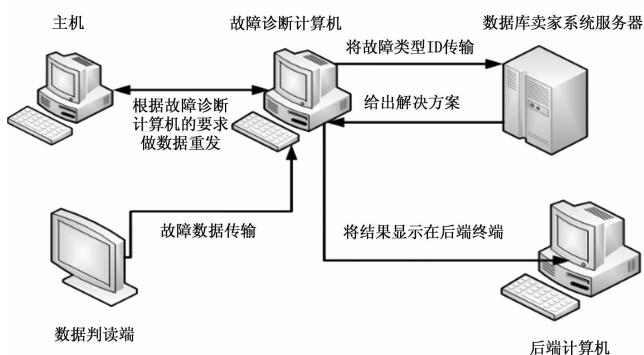 主机
故障诊断计算机
数据库卖家系统服务器
将故障类型ID传输
给出解决方案
根据故障诊断
计算机的要求
做数据重发
故障数据传输
将结果显示在后端终端
数据判读端
后端计算机